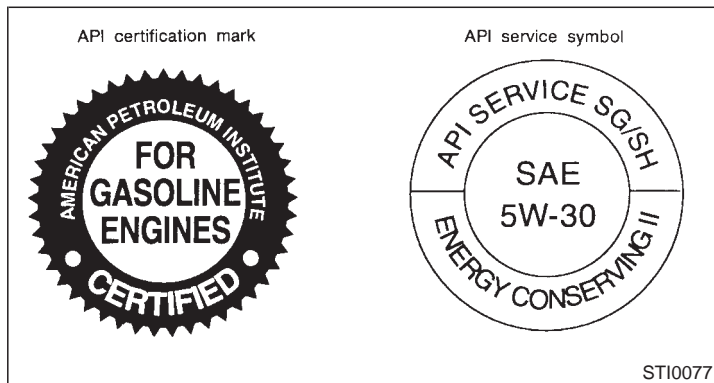 API certification mark
AMERICAN PETROLEUM INSTITUTE
FOR
GASOLINE
ENGINES
CERTIFIED
API service symbol
API SERVICE SG/SH
SAE
5W-30
ENERGY CONSERVING II
STI0077